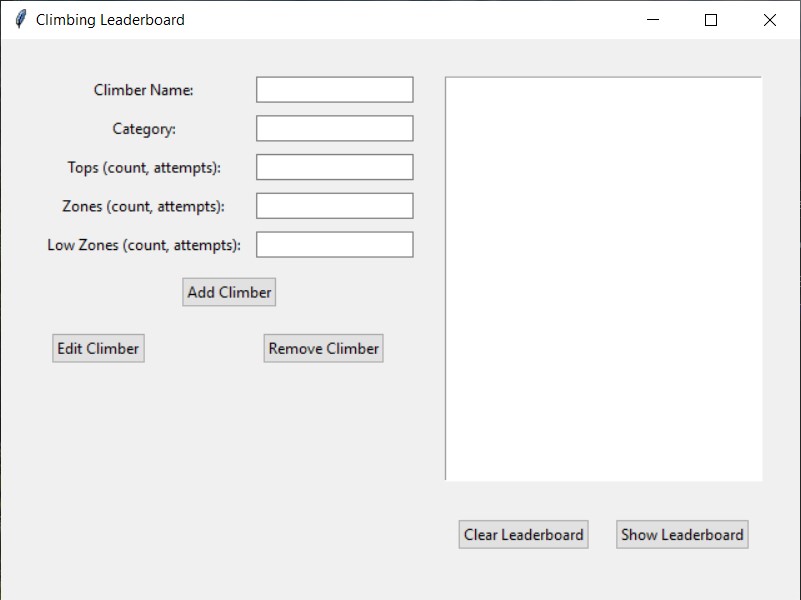 Climbing Leaderboard
Climber Name:
Category:
Tops (count, attempts):
Zones (count, attempts):
Low Zones (count, attempts):
Add Climber
Edit Climber
Remove Climber
Clear Leaderboard
Show Leaderboard